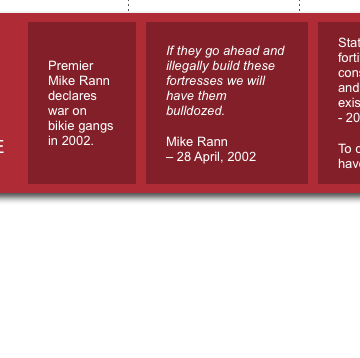 Premier
Mike Rann
declares
war on
bikie gangs
in 2002.
If they go ahead and
illegally build these
fortresses we will
have them
bulldozed.
Mike Rann
– 28 April, 2002
E
Stat
forti
cons
and
exis
- 20
To d
have